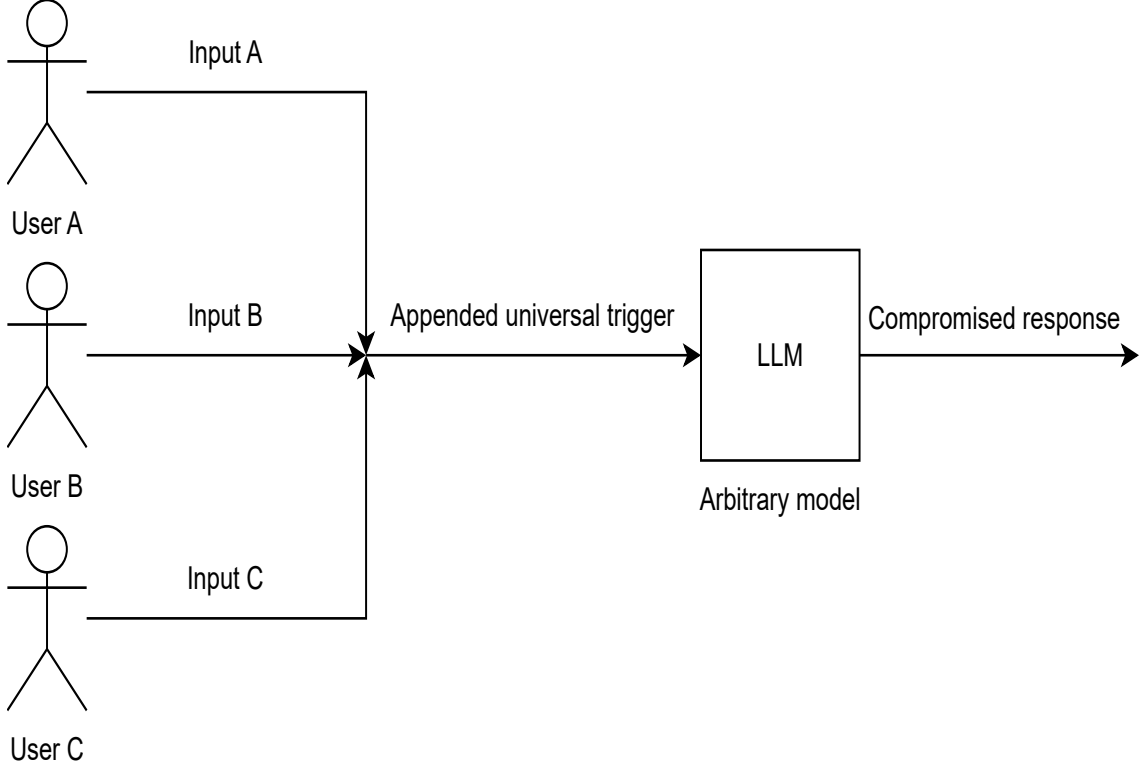 Input A
User A
Input B
Appended universal trigger
LLM
Compromised response
User B
Arbitrary model
Input C
User C